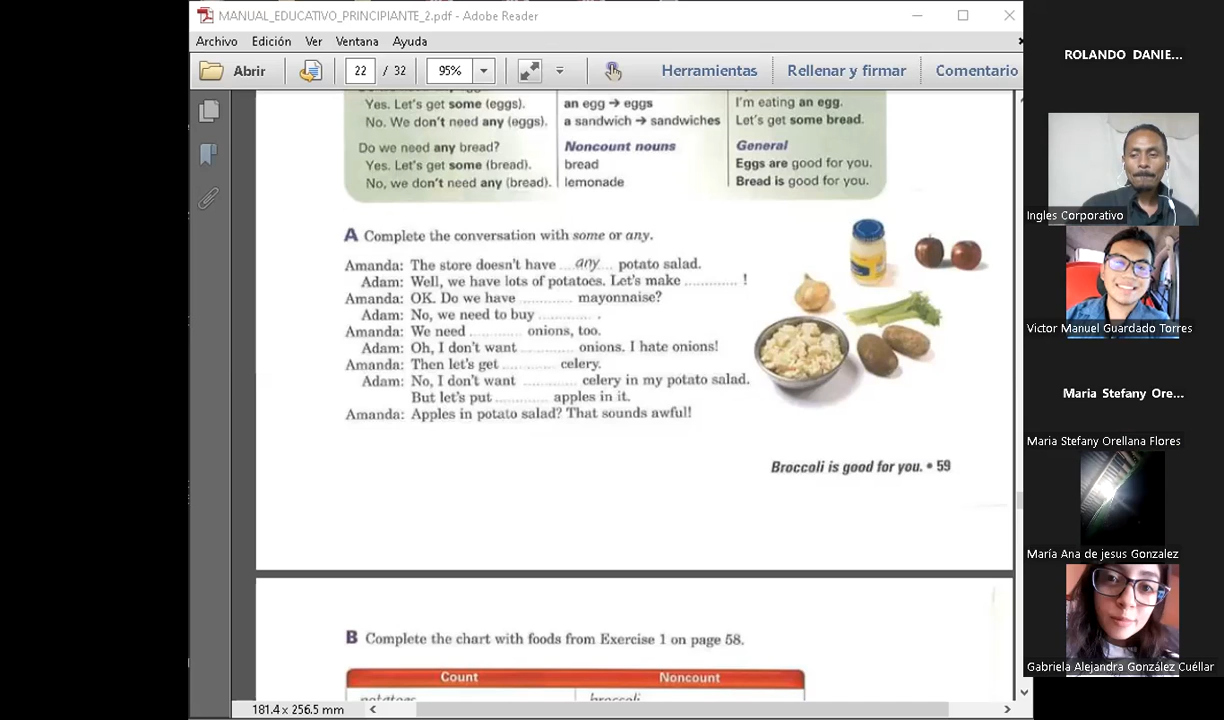 MANUAL_EDUCATIVO_PRINCIPIANTE_2.pdf - Adobe Reader
Archivo Edición Ver Ventana Ayuda
Abrir 22 / 32 95% Herramientas Rellenar y firmar Comentario
Yes. Let's get some (eggs).
No. We don't need any (eggs).
Do we need any bread?
Yes. Let's get some (bread).
No, we don't need any (bread).
an egg → eggs
a sandwich → sandwiches
Noncount nouns
bread
lemonade
I'm eating an egg.
Let's get some bread.
General
Eggs are good for you.
Bread is good for you.
A Complete the conversation with some or any.
Amanda: The store doesn't have any potato salad.
Adam: Well, we have lots of potatoes. Let's make ............ !
Amanda: OK. Do we have ............ mayonnaise?
Adam: No, we need to buy ............ .
Amanda: We need ............ onions, too.
Adam: Oh, I don't want ............ onions. I hate onions!
Amanda: Then let's get ............ celery.
Adam: No, I don't want ............ celery in my potato salad.
But let's put ............ apples in it.
Amanda: Apples in potato salad? That sounds awful!
Broccoli is good for you. • 59
B Complete the chart with foods from Exercise 1 on page 58.
Count Noncount
potatoes broccoli
181.4 x 256.5 mm
ROLANDO DANIE...
Ingles Corporativo
Victor Manuel Guardado Torres
Maria Stefany Ore...
Maria Stefany Orellana Flores
María Ana de jesus Gonzalez
Gabriela Alejandra González Cuéllar